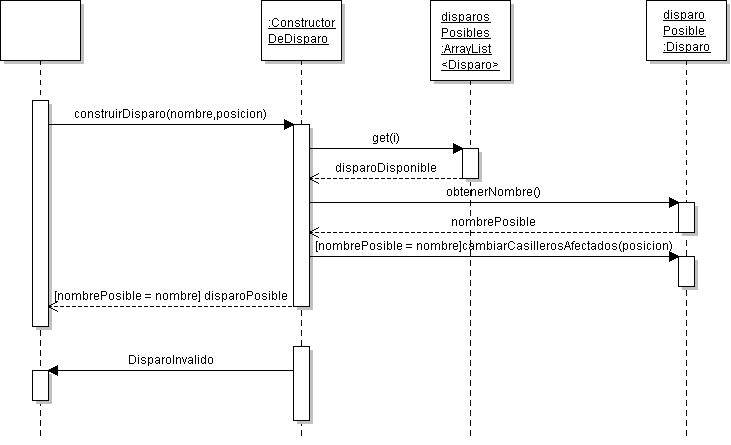 :Constructor
DeDisparo
disparos
Posibles
:ArrayList
<Disparo>
disparo
Posible
:Disparo
construirDisparo(nombre,posicion)
get(i)
disparoDisponible
obtenerNombre()
nombrePosible
[nombrePosible = nombre]cambiarCasillerosAfectados(posicion)
[nombrePosible = nombre] disparoPosible
DisparoInvalido